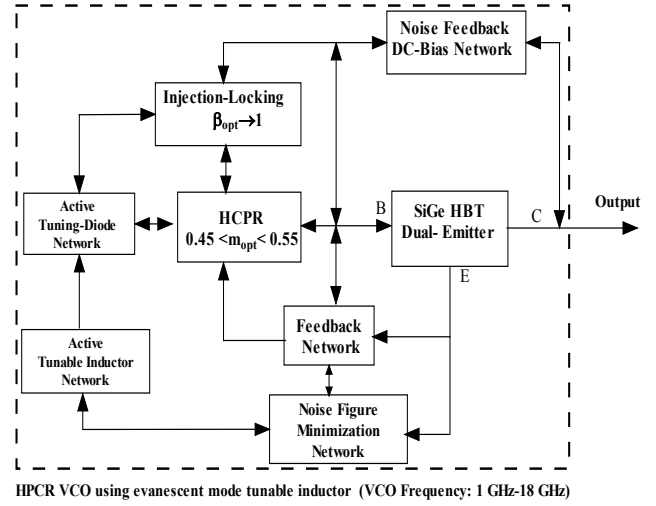 Noise Feedback
DC-Bias Network
Injection-Locking
βopt→1
Active
Tuning-Diode
Network
HCPR
0.45 <mopt< 0.55
B
SiGe HBT
Dual- Emitter
C
Output
E
Feedback
Network
Active
Tunable Inductor
Network
Noise Figure
Minimization
Network
HPCR VCO using evanescent mode tunable inductor (VCO Frequency: 1 GHz-18 GHz)